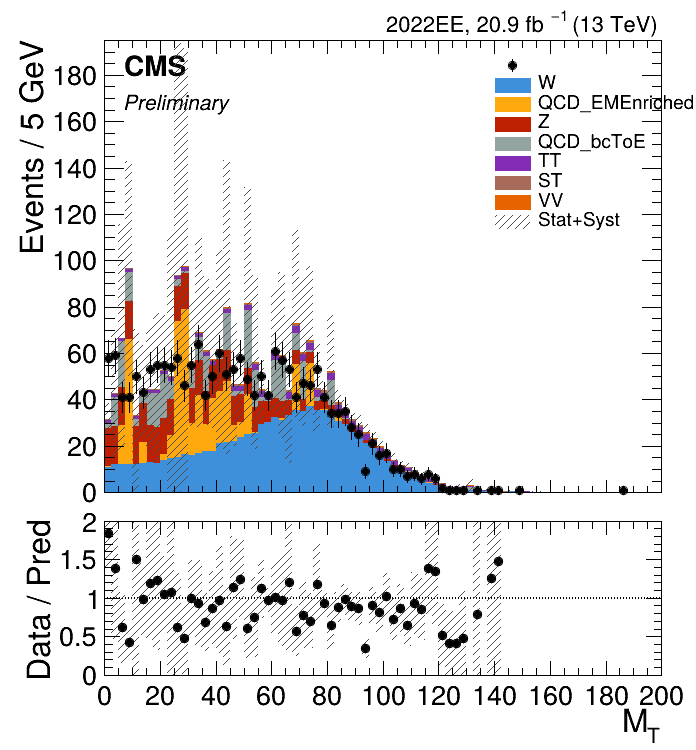 2022EE, 20.9 fb⁻¹ (13 TeV)
CMS
Preliminary
Events / 5 GeV
180
160
140
120
100
80
60
40
20
0
W
QCD_EMEnriched
Z
QCD_bcToE
TT
ST
VV
Stat+Syst
Data / Pred
2
1.5
1
0.5
0
0 20 40 60 80 100 120 140 160 180 200
M_T